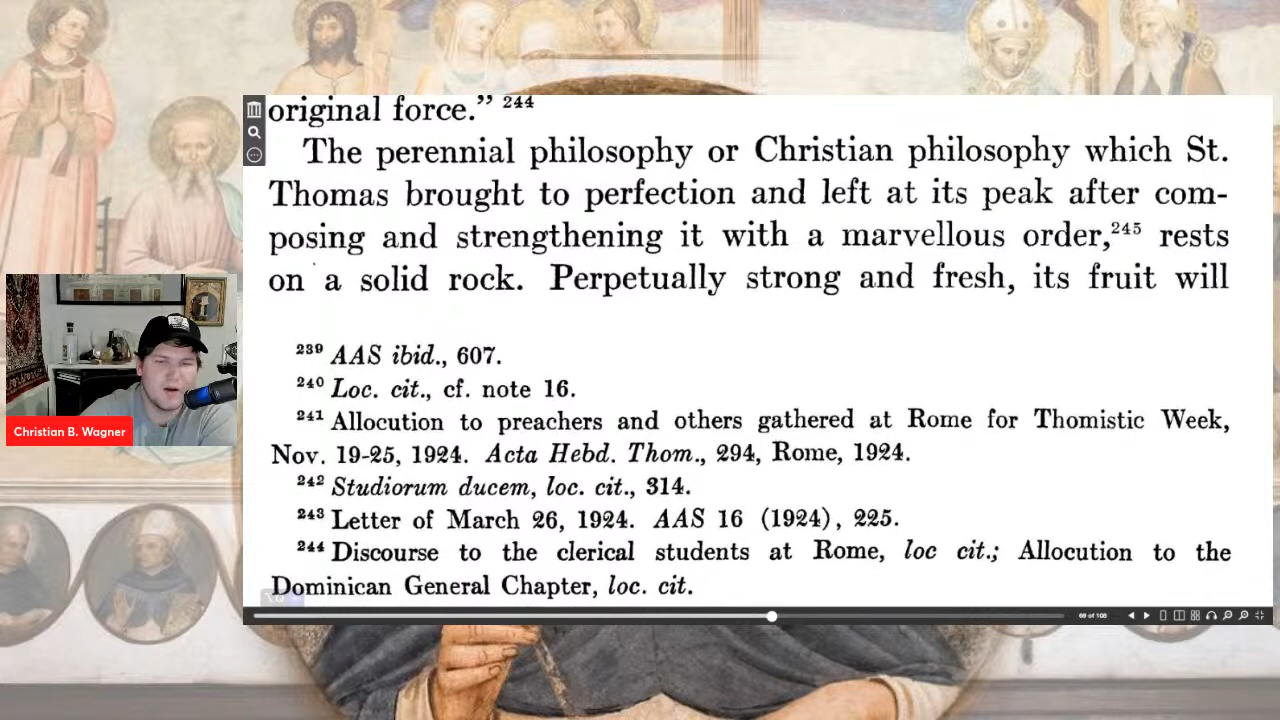 original force.” 244
The perennial philosophy or Christian philosophy which St.
Thomas brought to perfection and left at its peak after com-
posing and strengthening it with a marvellous order,245 rests
on a solid rock. Perpetually strong and fresh, its fruit will
239 AAS ibid., 607.
240 Loc. cit., cf. note 16.
241 Allocution to preachers and others gathered at Rome for Thomistic Week,
Nov. 19-25, 1924. Acta Hebd. Thom., 294, Rome, 1924.
242 Studiorum ducem, loc. cit., 314.
243 Letter of March 26, 1924. AAS 16 (1924), 225.
244 Discourse to the clerical students at Rome, loc cit.; Allocution to the
Dominican General Chapter, loc. cit.
69 of 108
Christian B. Wagner